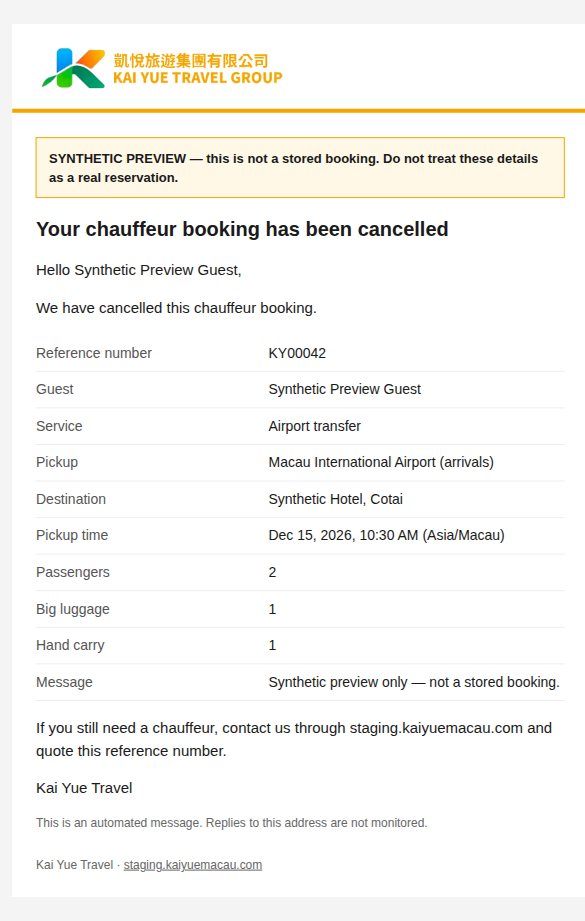 凱悅旅遊集團有限公司
KAI YUE TRAVEL GROUP
SYNTHETIC PREVIEW — this is not a stored booking. Do not treat these details
as a real reservation.
Your chauffeur booking has been cancelled
Hello Synthetic Preview Guest,
We have cancelled this chauffeur booking.
Reference number KY00042
Guest Synthetic Preview Guest
Service Airport transfer
Pickup Macau International Airport (arrivals)
Destination Synthetic Hotel, Cotai
Pickup time Dec 15, 2026, 10:30 AM (Asia/Macau)
Passengers 2
Big luggage 1
Hand carry 1
Message Synthetic preview only — not a stored booking.
If you still need a chauffeur, contact us through staging.kaiyuemacau.com and
quote this reference number.
Kai Yue Travel
This is an automated message. Replies to this address are not monitored.
Kai Yue Travel · staging.kaiyuemacau.com